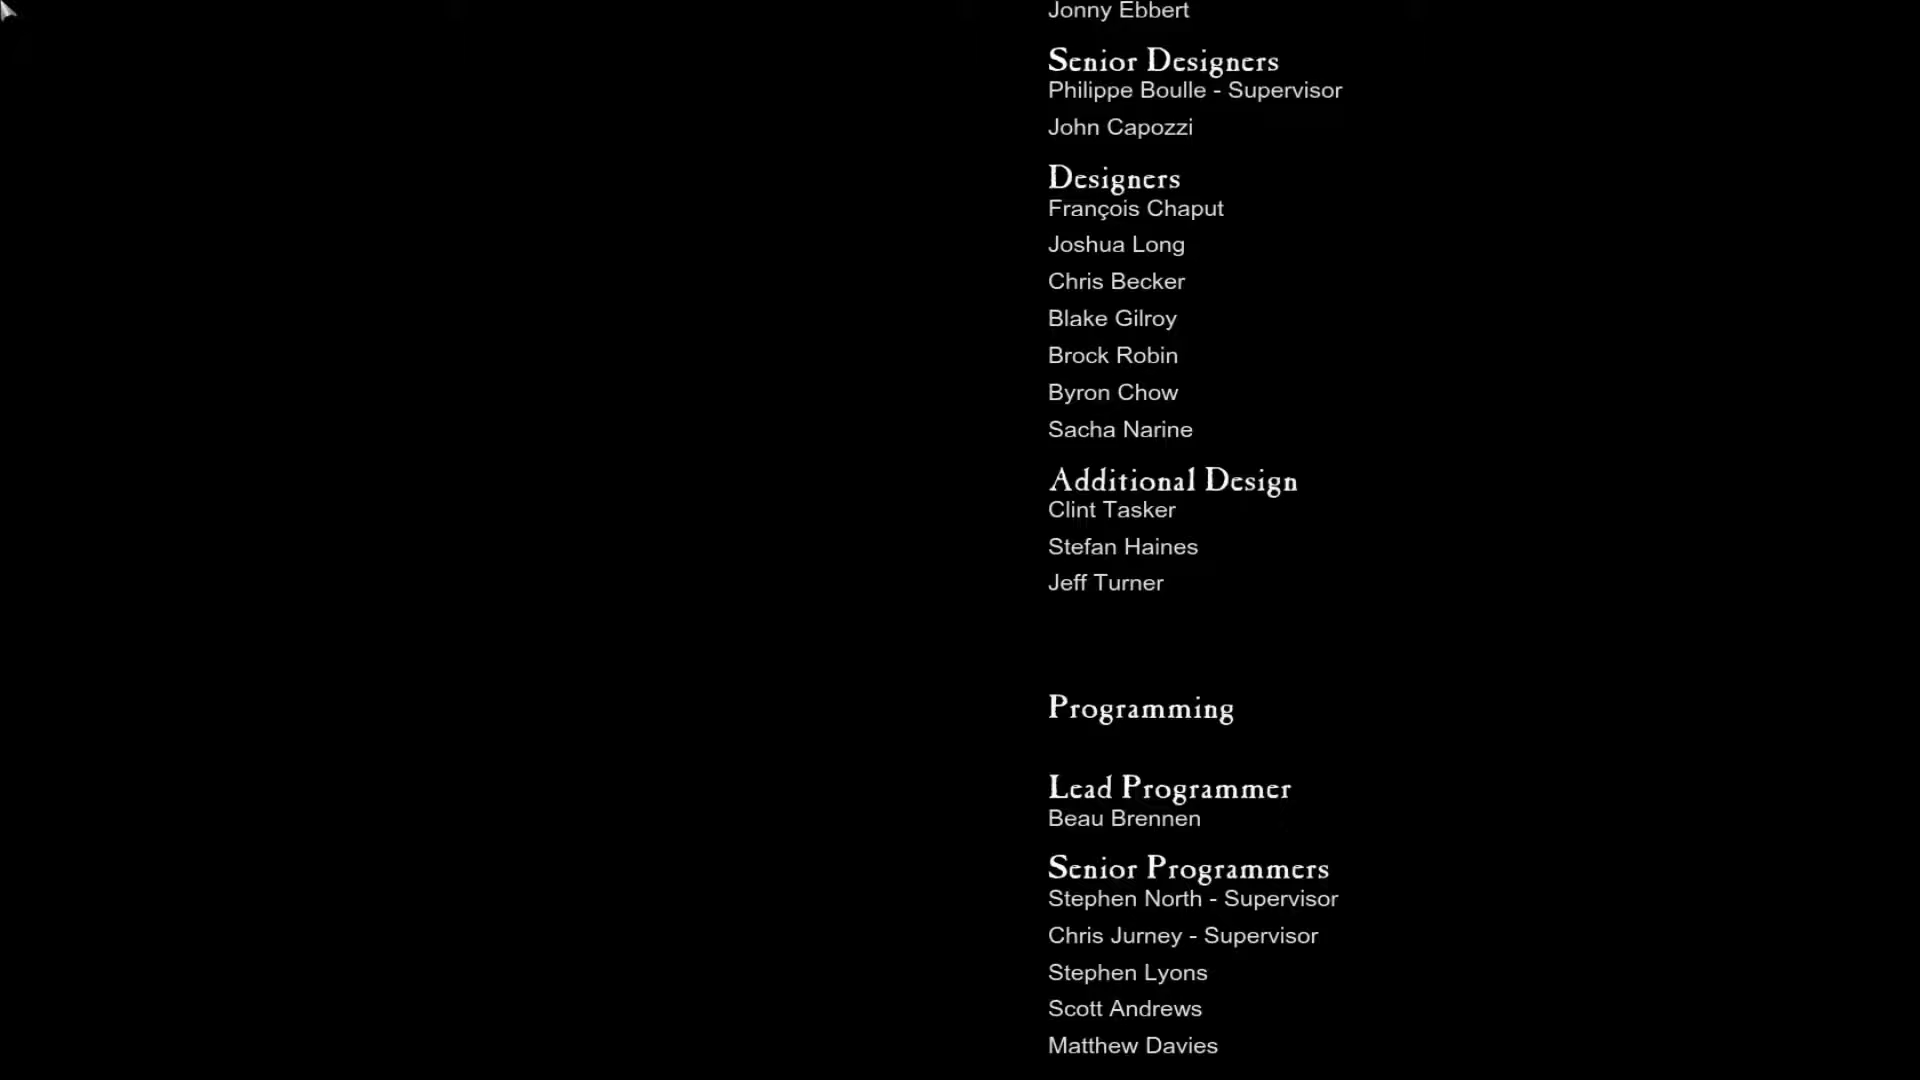 Jonny Ebbert
Senior Designers
Philippe Boulle - Supervisor
John Capozzi
Designers
François Chaput
Joshua Long
Chris Becker
Blake Gilroy
Brock Robin
Byron Chow
Sacha Narine
Additional Design
Clint Tasker
Stefan Haines
Jeff Turner
Programming
Lead Programmer
Beau Brennen
Senior Programmers
Stephen North - Supervisor
Chris Jurney - Supervisor
Stephen Lyons
Scott Andrews
Matthew Davies